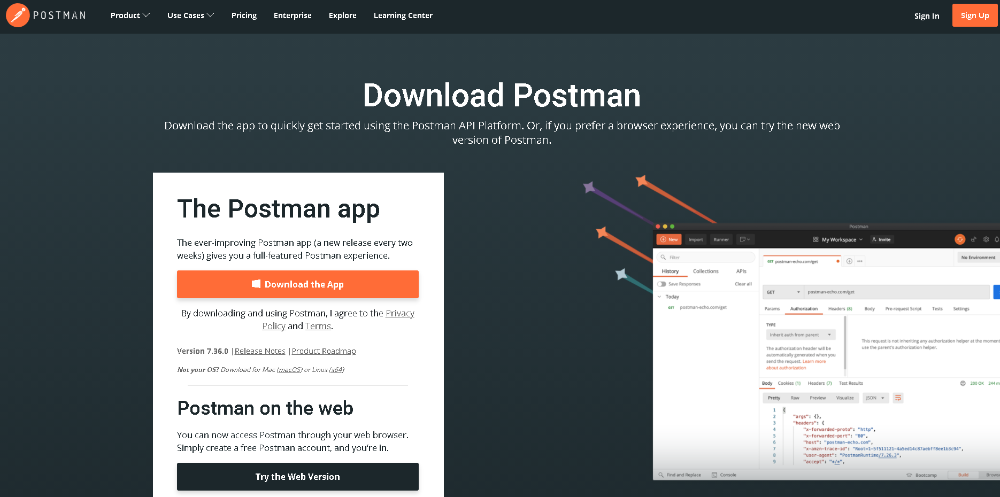 POSTMAN
Product
Use Cases
Pricing
Enterprise
Explore
Learning Center
Sign In
Sign Up
Download Postman
Download the app to quickly get started using the Postman API Platform. Or, if you prefer a browser experience, you can try the new web
version of Postman.
The Postman app
The ever-improving Postman app (a new release every two
weeks) gives you a full-featured Postman experience.
Download the App
By downloading and using Postman, I agree to the Privacy
Policy and Terms.
Version 7.36.0 | Release Notes | Product Roadmap
Not your OS? Download for Mac (macOS) or Linux (x64)
Postman on the web
You can now access Postman through your web browser.
Simply create a free Postman account, and you're in.
Try the Web Version
Postman
New
Import
Runner
My Workspace
Invite
Filter
History
Collections
APIs
Save Responses
Clear all
Today
GET postman-echo.com/get
GET postman-echo.com/get
No Environment
GET
postman-echo.com/get
Params
Authorization
Headers (8)
Body
Pre-request Script
Tests
Settings
TYPE
Inherit auth from parent
The authorization header will be
automatically generated when you
send the request. Learn more
about authorization
This request is not inheriting any authorization helper at the moment
use the parent's authorization helper.
Body
Cookies (1)
Headers (7)
Test Results
200 OK
244 m
Pretty
Raw
Preview
Visualize
JSON
1 {
2 "args": {},
3 "headers": {
4 "x-forwarded-proto": "http",
5 "x-forwarded-port": "80",
6 "host": "postman-echo.com",
7 "x-amzn-trace-id": "Root=1-5f511121-4a5ed14c87aebff8ee1b3c94",
8 "user-agent": "PostmanRuntime/7.26.3",
9 "accept": "*/*",
Find and Replace
Console
Bootcamp
Build
Browse